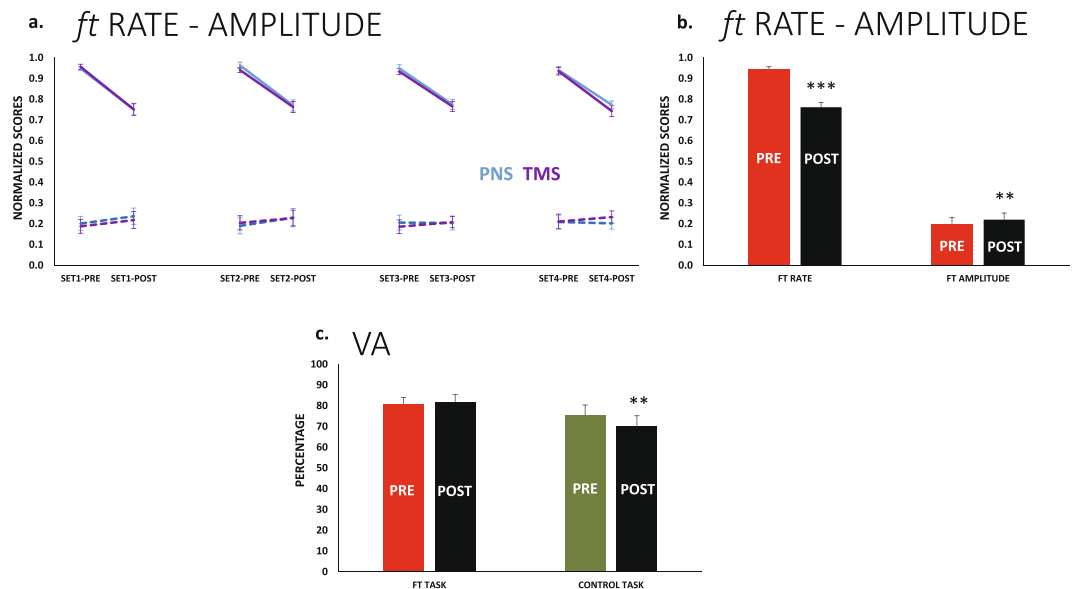 a. ft RATE - AMPLITUDE
NORMALIZED SCORES
1.0
0.9
0.8
0.7
0.6
0.5
0.4
0.3
0.2
0.1
0.0
PNS TMS
SET1-PRE SET1-POST SET2-PRE SET2-POST SET3-PRE SET3-POST SET4-PRE SET4-POST
b. ft RATE - AMPLITUDE
NORMALIZED SCORES
1.0
0.9
0.8
0.7
0.6
0.5
0.4
0.3
0.2
0.1
0.0
***
PRE POST
**
PRE POST
FT RATE FT AMPLITUDE
c. VA
PERCENTAGE
100
90
80
70
60
50
40
30
20
10
0
**
PRE POST PRE POST
FT TASK CONTROL TASK